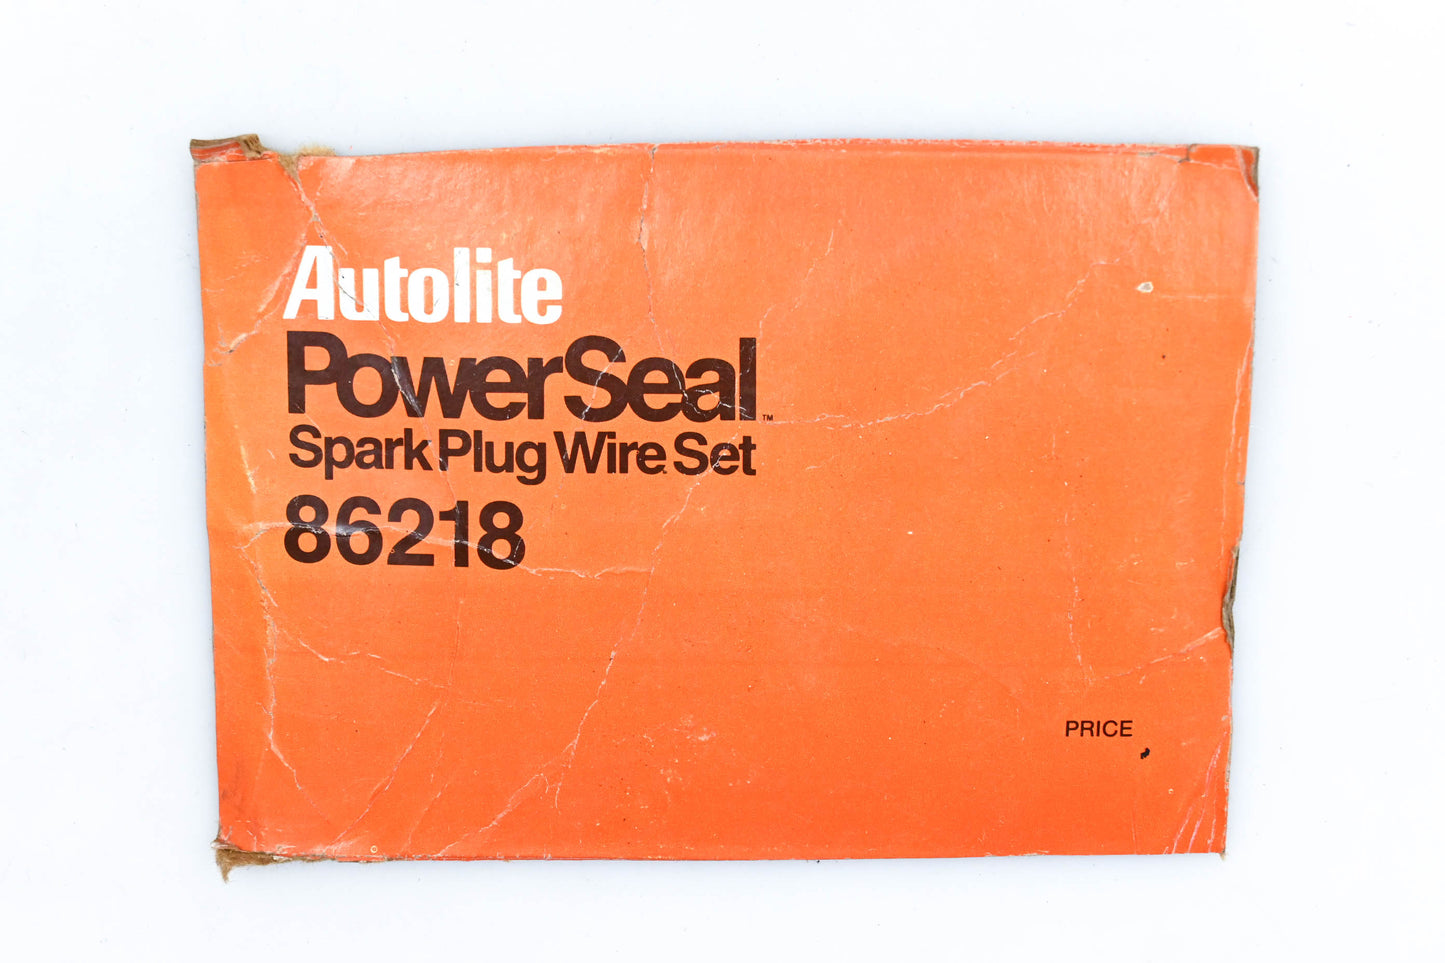 Autolite
PowerSeal™
Spark Plug Wire Set
86218
PRICE